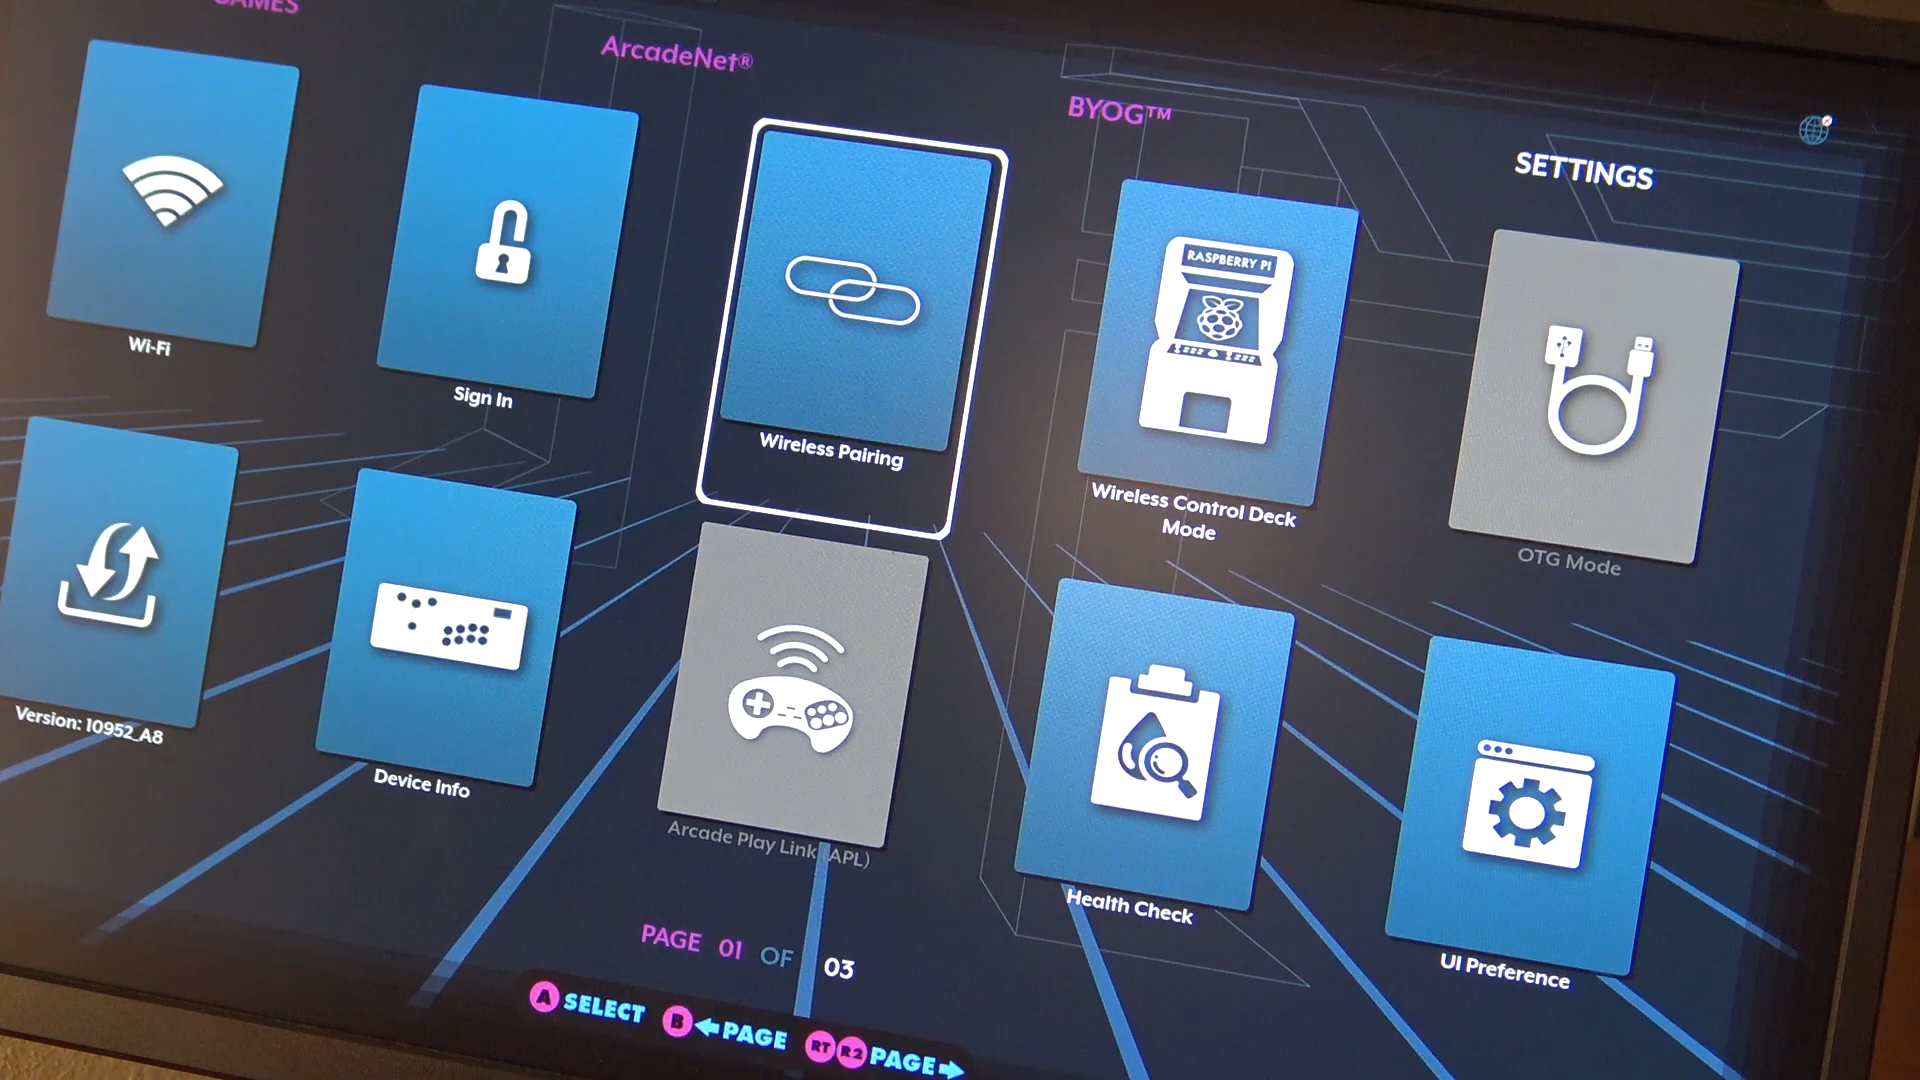 GAMES
ArcadeNet®
BYOG™
SETTINGS
Wi-Fi
Sign In
Wireless Pairing
RASPBERRY PI
Wireless Control Deck
Mode
OTG Mode
Version: 10952_A8
Device Info
Arcade Play Link (APL)
Health Check
UI Preference
PAGE 01 OF 03
A SELECT B PAGE RT R2 PAGE